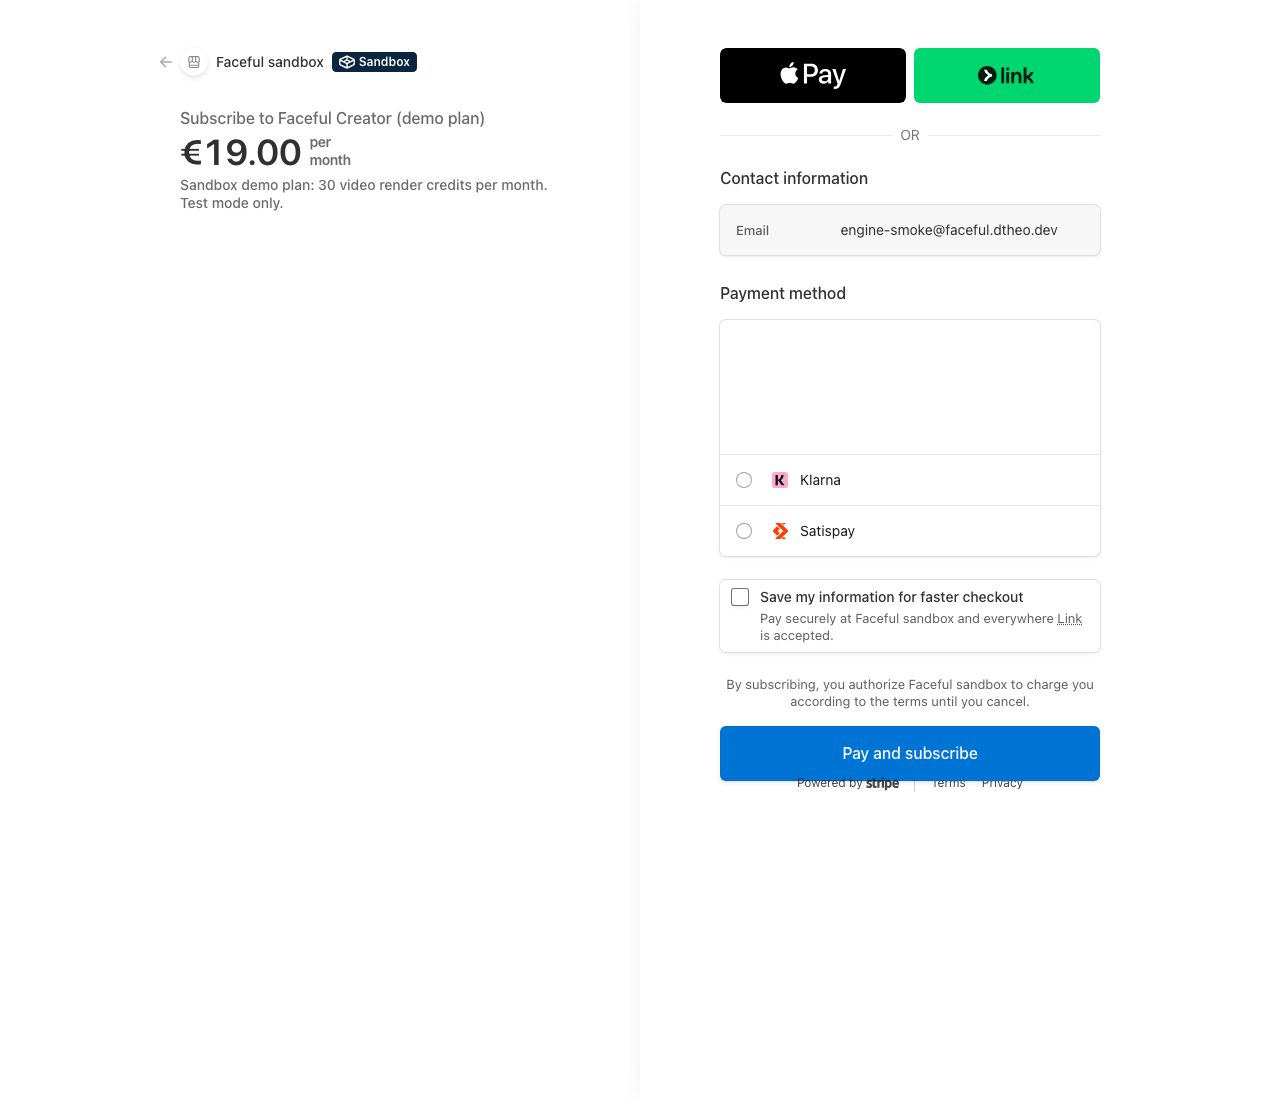 Faceful sandbox Sandbox
Subscribe to Faceful Creator (demo plan)
€19.00 per
month
Sandbox demo plan: 30 video render credits per month.
Test mode only.
Pay link
OR
Contact information
Email engine-smoke@faceful.dtheo.dev
Payment method
K Klarna
Satispay
Save my information for faster checkout
Pay securely at Faceful sandbox and everywhere Link
is accepted.
By subscribing, you authorize Faceful sandbox to charge you
according to the terms until you cancel.
Pay and subscribe
Powered by stripe Terms Privacy